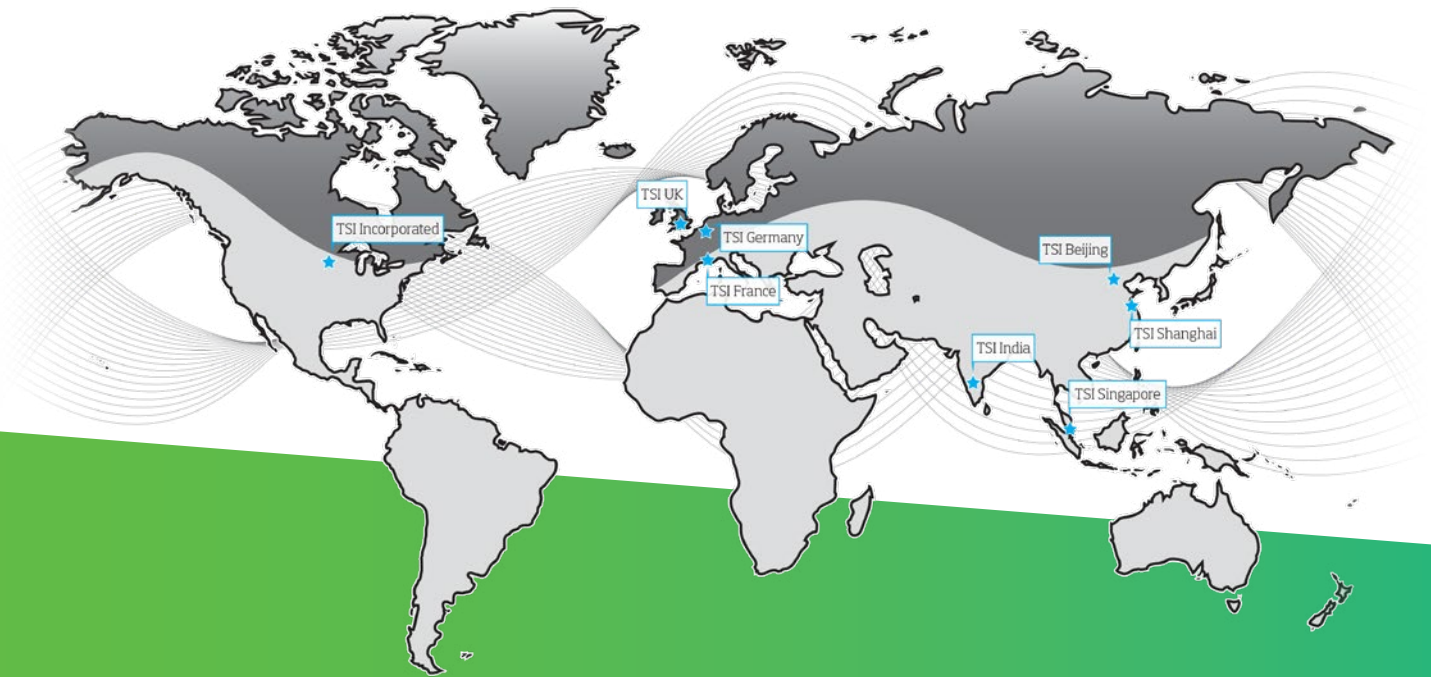 TSI UK
TSI Incorporated
TSI Germany
TSI Beijing
TSI France
TSI Shanghai
TSI India
TSI Singapore